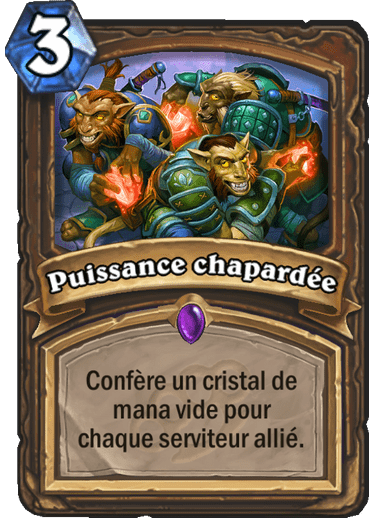 3
Puissance chapardée
Confère un cristal de
mana vide pour
chaque serviteur allié.